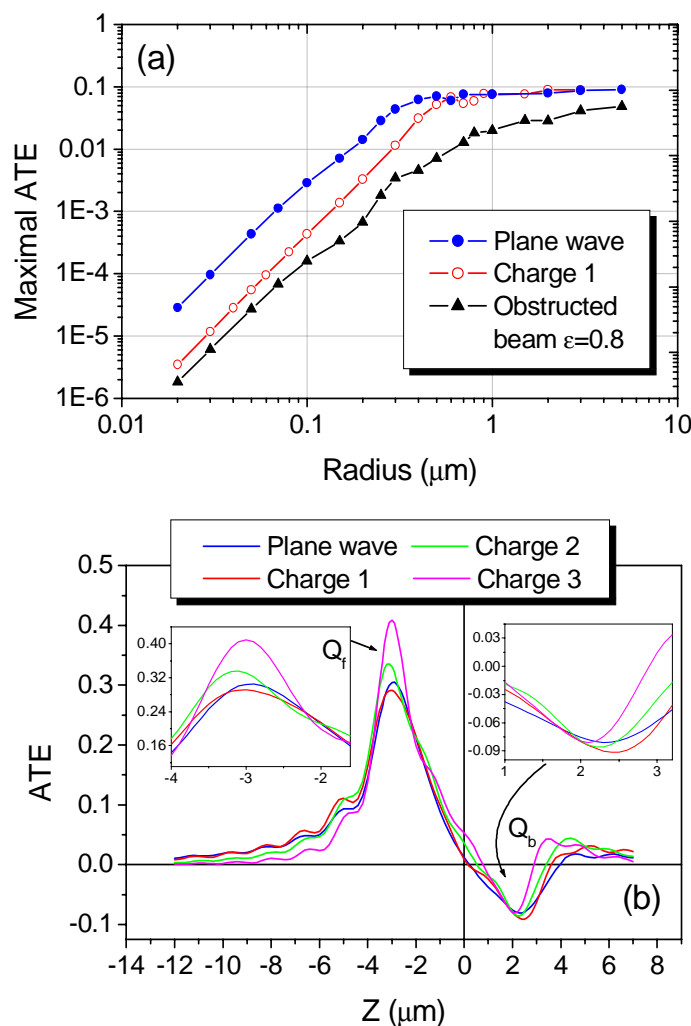 (a)
0.1
0.01
1E-3
1E-4
1E-5
1E-6
Maximal ATE
Plane wave
Charge 1
Obstructed
beam ε=0.8
0.01 0.1 1 10
Radius (μm)
Plane wave Charge 2
Charge 1 Charge 3
0.5
0.4
0.3
0.2
0.1
0.0
-0.1
ATE
0.40
0.32
0.24
0.16
-4 -3 -2
Qf
0.03
0.00
-0.03
-0.06
-0.09
1 2 3
Qb
(b)
-14 -12 -10 -8 -6 -4 -2 0 2 4 6 8
Z (μm)